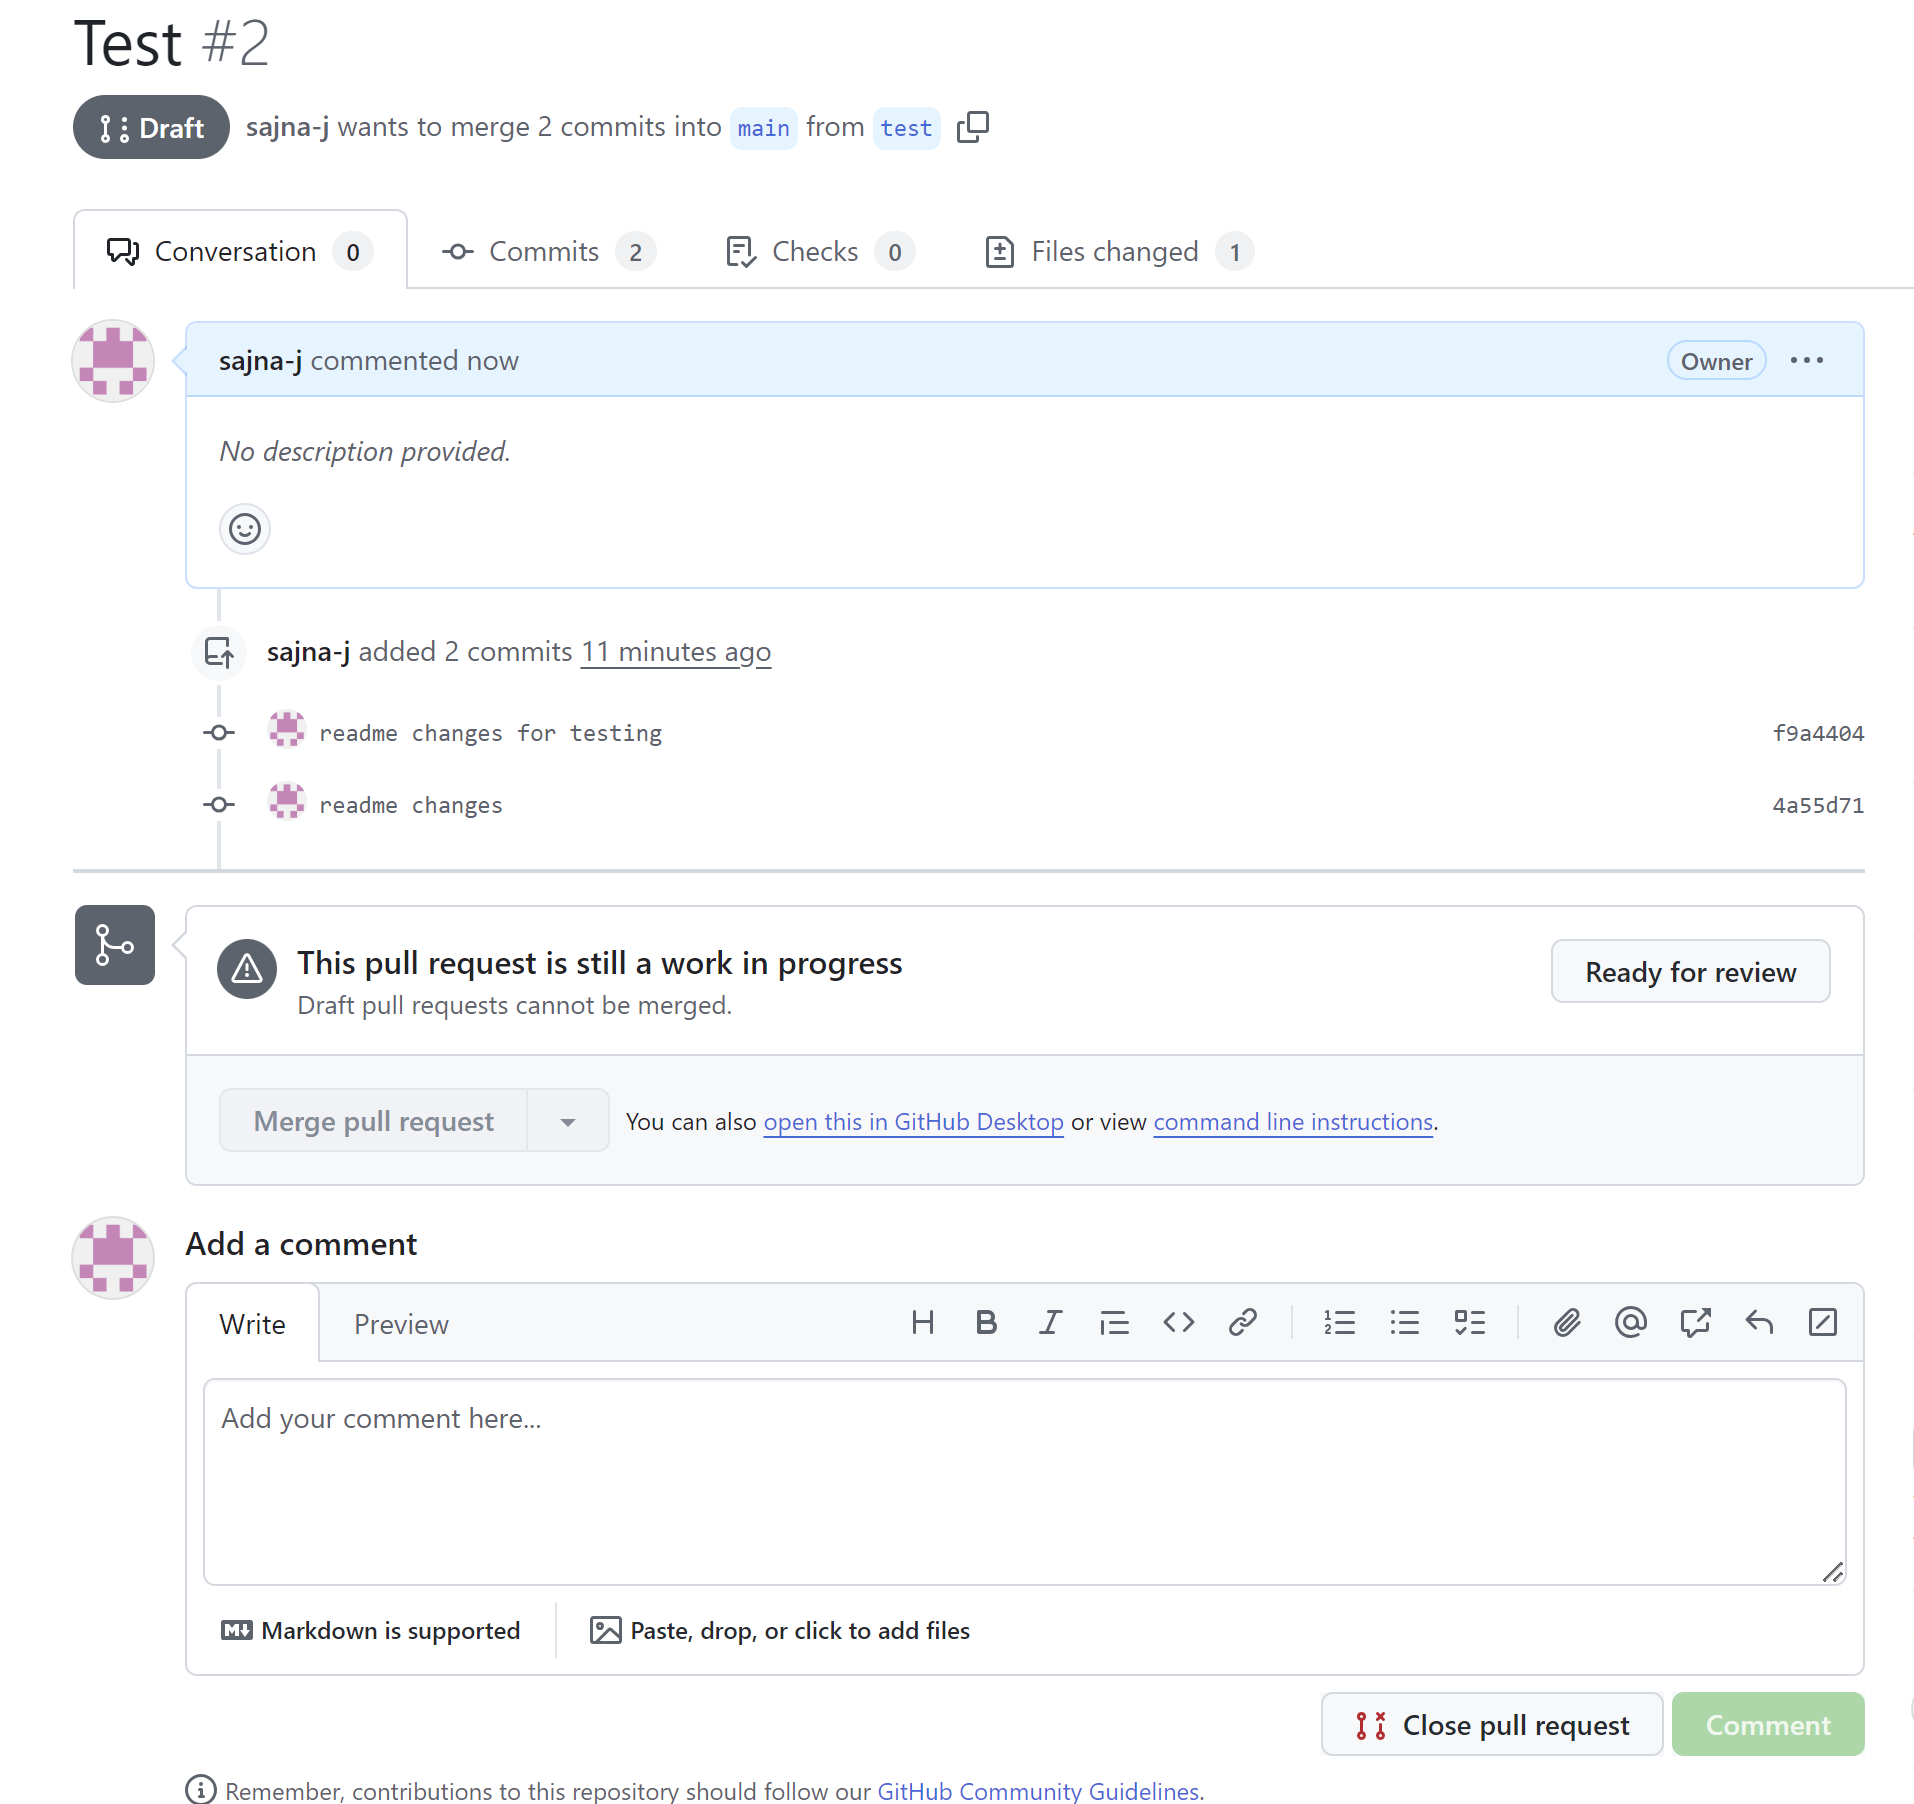 Test #2
Draft sajna-j wants to merge 2 commits into main from test
Conversation 0 Commits 2 Checks 0 Files changed 1
sajna-j commented now Owner
No description provided.
sajna-j added 2 commits 11 minutes ago
readme changes for testing f9a4404
readme changes 4a55d71
This pull request is still a work in progress
Ready for review
Draft pull requests cannot be merged.
Merge pull request You can also open this in GitHub Desktop or view command line instructions.
Add a comment
Write Preview
Add your comment here...
Markdown is supported Paste, drop, or click to add files
Close pull request Comment
Remember, contributions to this repository should follow our GitHub Community Guidelines.